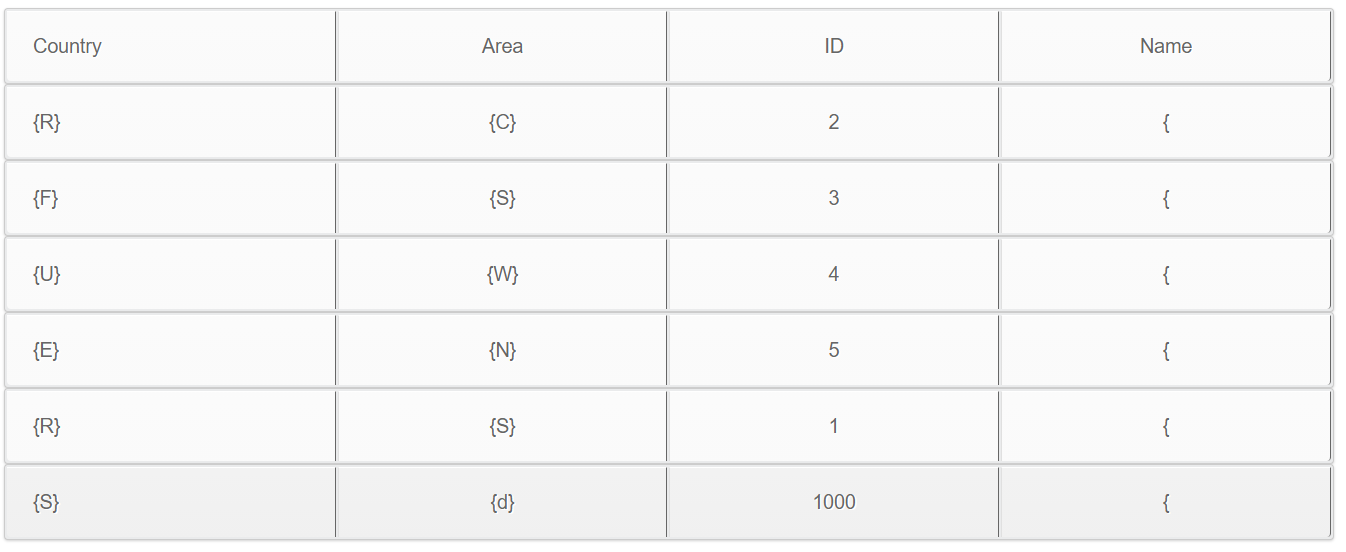 Country Area ID Name
{R} {C} 2 {
{F} {S} 3 {
{U} {W} 4 {
{E} {N} 5 {
{R} {S} 1 {
{S} {d} 1000 {